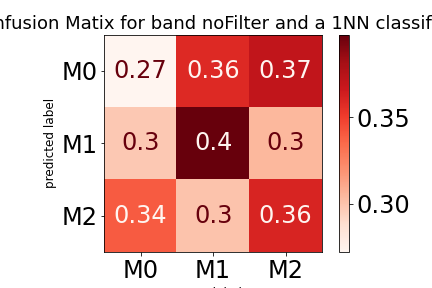 nfusion Matix for band noFilter and a 1NN classif
M0 0.27 0.36 0.37
M1 0.3 0.4 0.3
M2 0.34 0.3 0.36
M0 M1 M2
predicted label
0.35
0.30